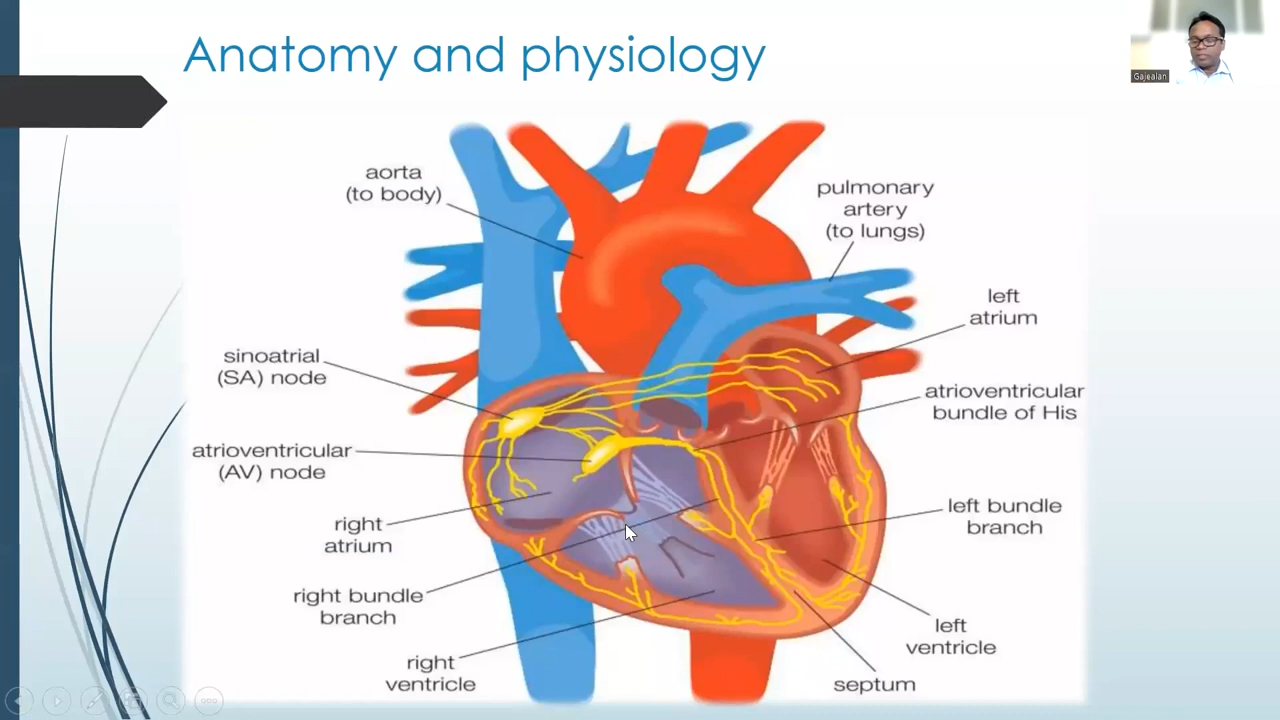 Anatomy and physiology
Gajealan
aorta
(to body)
pulmonary
artery
(to lungs)
left
atrium
sinoatrial
(SA) node
atrioventricular
bundle of His
atrioventricular
(AV) node
left bundle
branch
right
atrium
right bundle
branch
left
ventricle
right
ventricle
septum